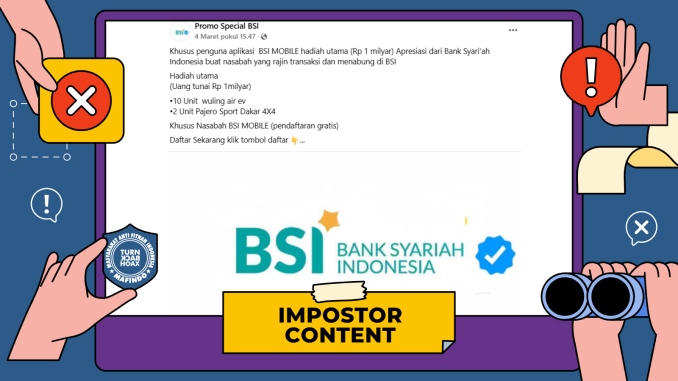 Promo Special BSI
4 Maret pukul 15.47 ·
Khusus penguna aplikasi BSI MOBILE hadiah utama (Rp 1 milyar) Apresiasi dari Bank Syari'ah
Indonesia buat nasabah yang rajin transaksi dan menabung di BSI
Hadiah utama
(Uang tunai Rp 1milyar)
•10 Unit wuling air ev
•2 Unit Pajero Sport Dakar 4X4
Khusus Nasabah BSI MOBILE (pendaftaran gratis)
Daftar Sekarang klik tombol daftar 👇...
BSI BANK SYARIAH
INDONESIA
MASYARAKAT ANTI FITNAH INDONESIA
TURN
BACK
HOAX
MAFINDO
IMPOSTOR
CONTENT